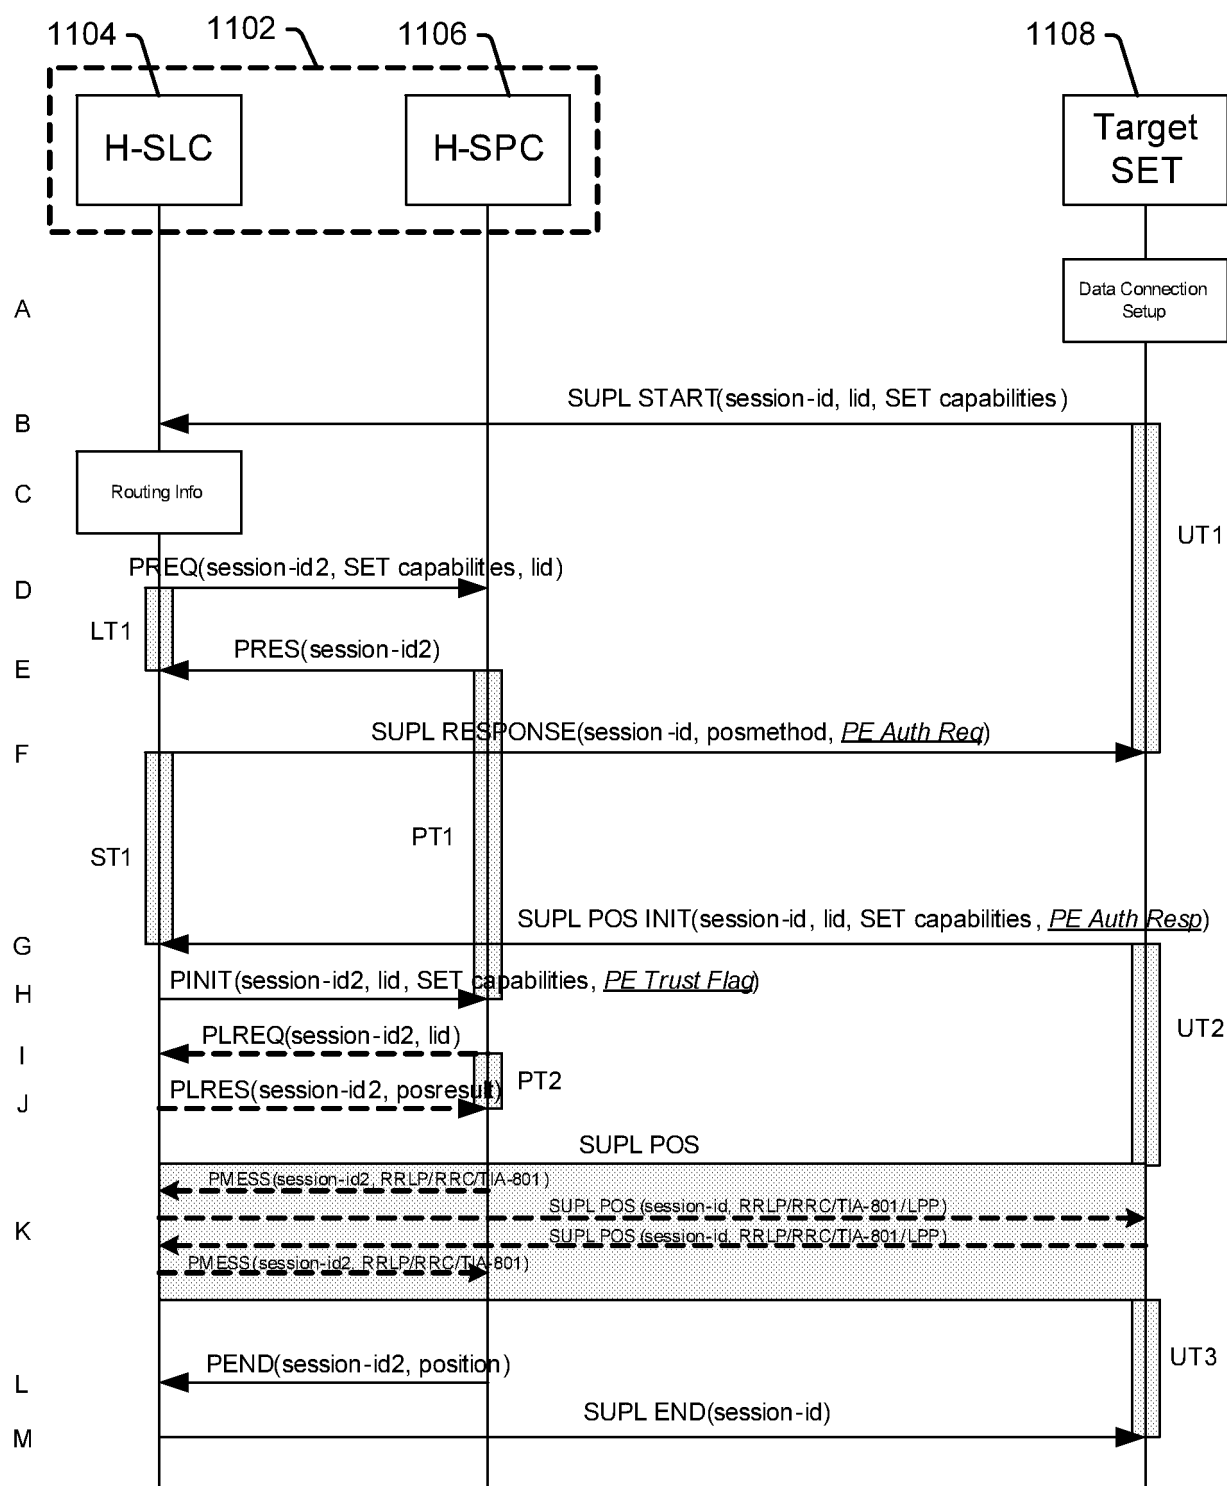 1104
1102
1106
1108
H-SLC
H-SPC
Target
SET
A
Data Connection
Setup
SUPL START(session-id, lid, SET capabilities)
B
C
Routing Info
UT1
PREQ(session-id2, SET capabilities, lid)
D
LT1
PRES(session-id2)
E
SUPL RESPONSE(session-id, posmethod, PE Auth Req)
F
PT1
ST1
SUPL POS INIT(session-id, lid, SET capabilities, PE Auth Resp)
G
PINIT(session-id2, lid, SET capabilities, PE Trust Flag)
H
PLREQ(session-id2, lid)
UT2
I
PT2
PLRES(session-id2, posresult)
J
SUPL POS
PMESS(session-id2, RRLP/RRC/TIA-801)
SUPL POS (session-id, RRLP/RRC/TIA-801/LPP)
K
SUPL POS (session-id, RRLP/RRC/TIA-801/LPP)
PMESS(session-id2, RRLP/RRC/TIA-801)
PEND(session-id2, position)
UT3
L
SUPL END(session-id)
M